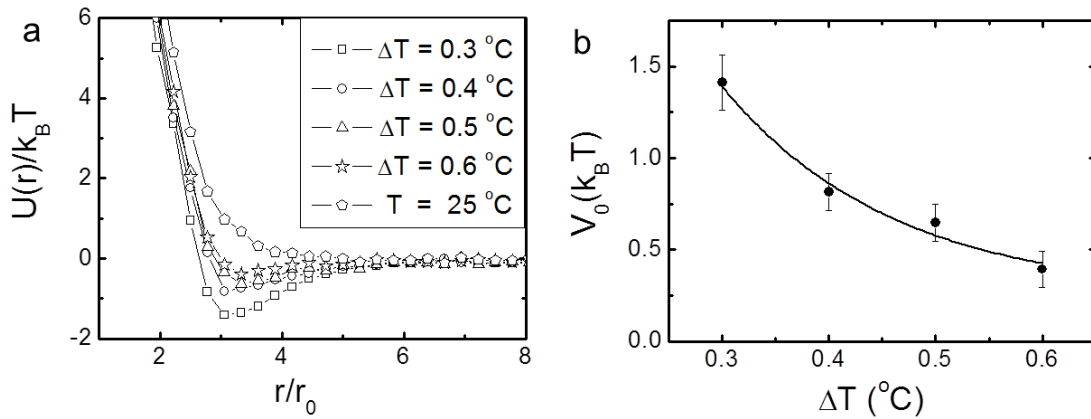 a
U(r)/k_BT
6
4
2
0
-2
2
4
6
8
r/r_0
ΔT = 0.3 °C
ΔT = 0.4 °C
ΔT = 0.5 °C
ΔT = 0.6 °C
T = 25 °C
b
V_0(k_BT)
1.5
1.0
0.5
0.0
0.3
0.4
0.5
0.6
ΔT (°C)